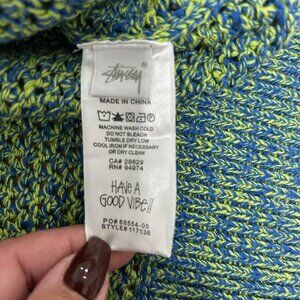 Stüssy
MADE IN CHINA
MACHINE WASH COLD
DO NOT BLEACH
TUMBLE DRY LOW
COOL IRON IF NECESSARY
OR DRY CLEAN
CA# 28629
RN# 94974
HAVE A
GOOD VIBE!!
PO# 68554-00
STYLE# 117136